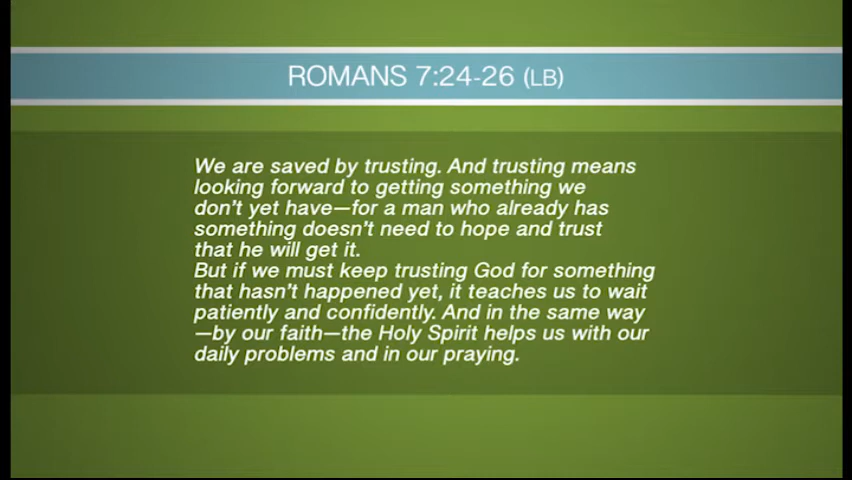 ROMANS 7:24-26 (LB)
We are saved by trusting. And trusting means
looking forward to getting something we
don't yet have—for a man who already has
something doesn't need to hope and trust
that he will get it.
But if we must keep trusting God for something
that hasn't happened yet, it teaches us to wait
patiently and confidently. And in the same way
—by our faith—the Holy Spirit helps us with our
daily problems and in our praying.